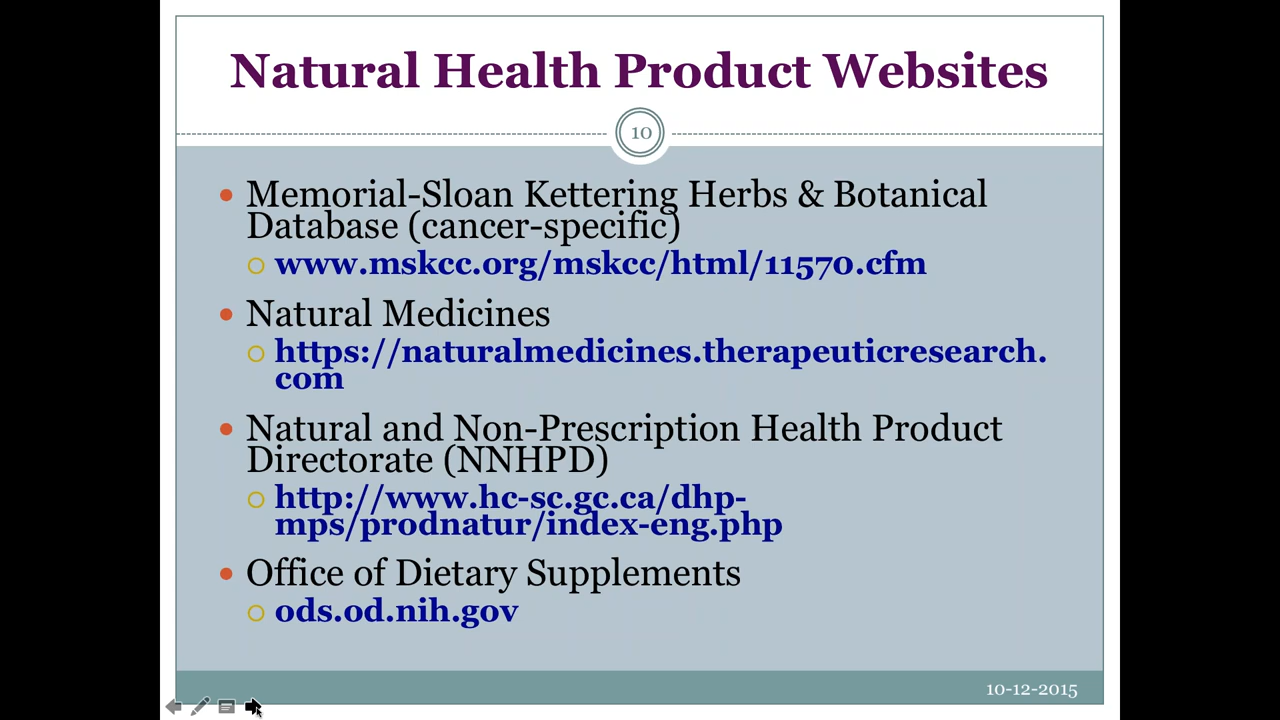 Natural Health Product Websites
10
Memorial-Sloan Kettering Herbs & Botanical
Database (cancer-specific)
www.mskcc.org/mskcc/html/11570.cfm
Natural Medicines
https://naturalmedicines.therapeuticresearch.
com
Natural and Non-Prescription Health Product
Directorate (NNHPD)
http://www.hc-sc.gc.ca/dhp-
mps/prodnatur/index-eng.php
Office of Dietary Supplements
ods.od.nih.gov
10-12-2015